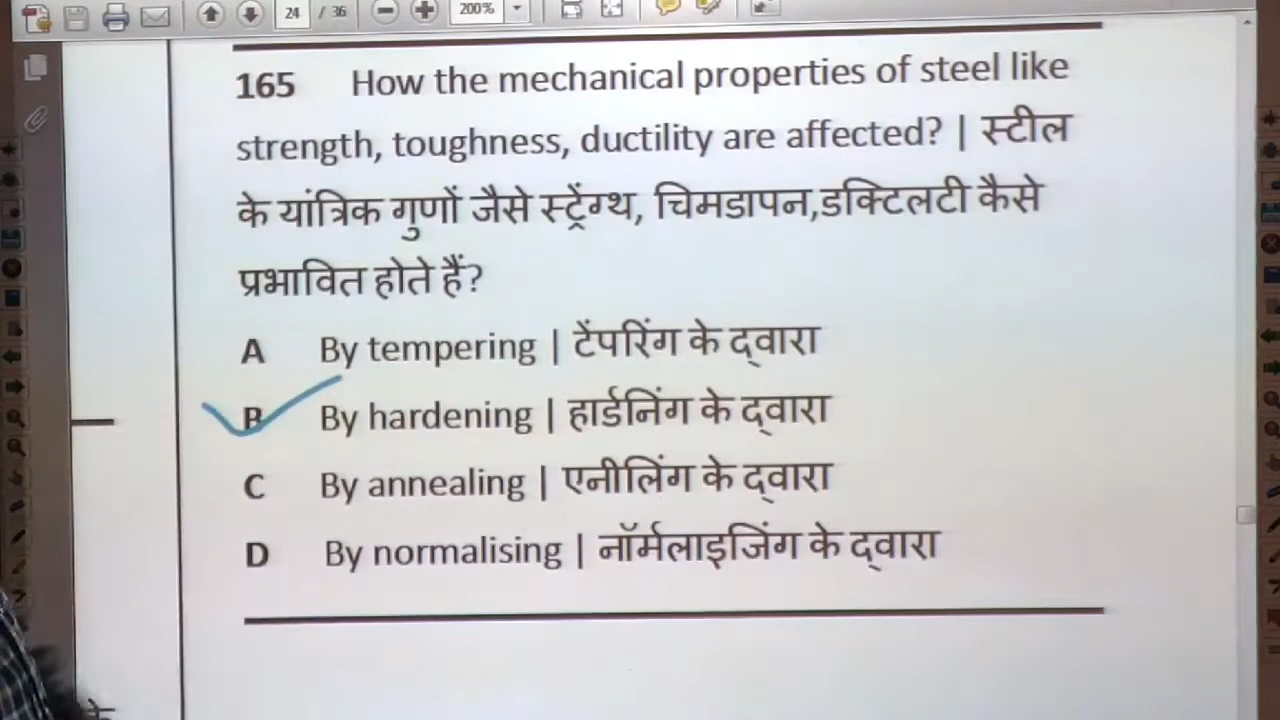 24 / 36 200%
165 How the mechanical properties of steel like
strength, toughness, ductility are affected? | स्टील
के यांत्रिक गुणों जैसे स्ट्रेंग्थ, चिमडापन,डक्टिलटी कैसे
प्रभावित होते हैं?
A By tempering | टेंपरिंग के द्वारा
B By hardening | हार्डनिंग के द्वारा
C By annealing | एनीलिंग के द्वारा
D By normalising | नॉर्मलाइजिंग के द्वारा